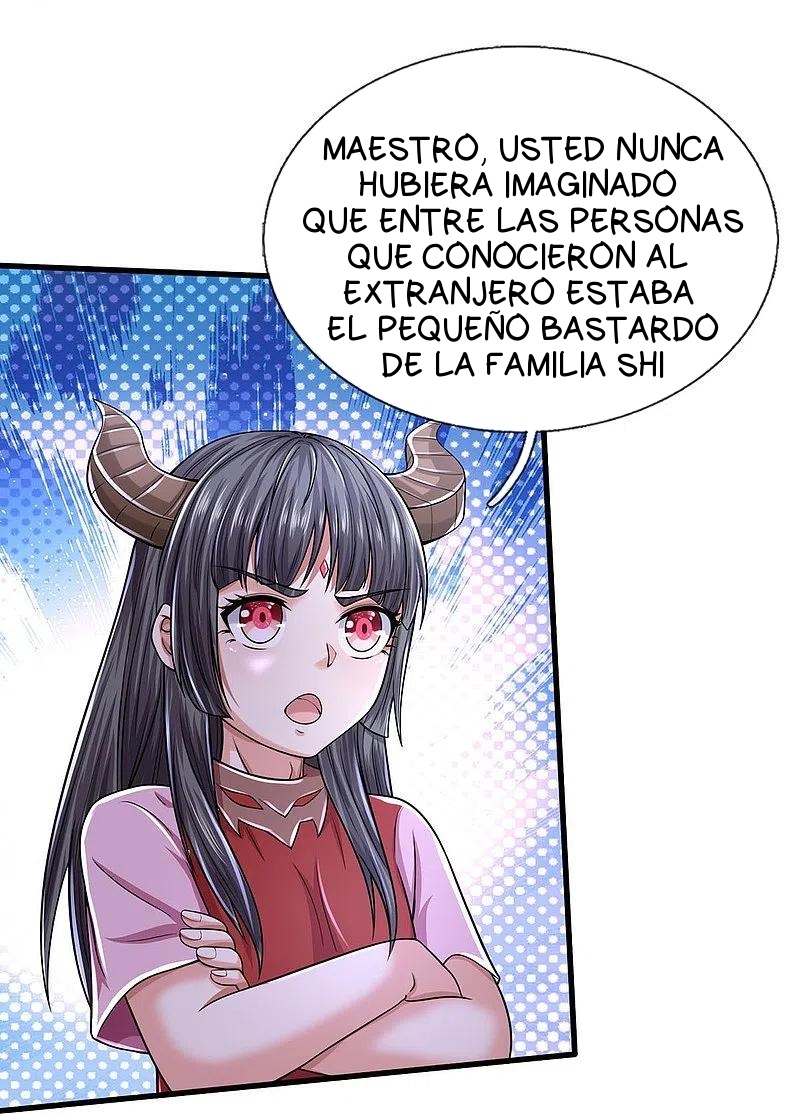 MAESTRO, USTED NUNCA
HUBIERA IMAGINADO
QUE ENTRE LAS PERSONAS
QUE CONOCIERON AL
EXTRANJERO ESTABA
EL PEQUEÑO BASTARDO
DE LA FAMILIA SHI